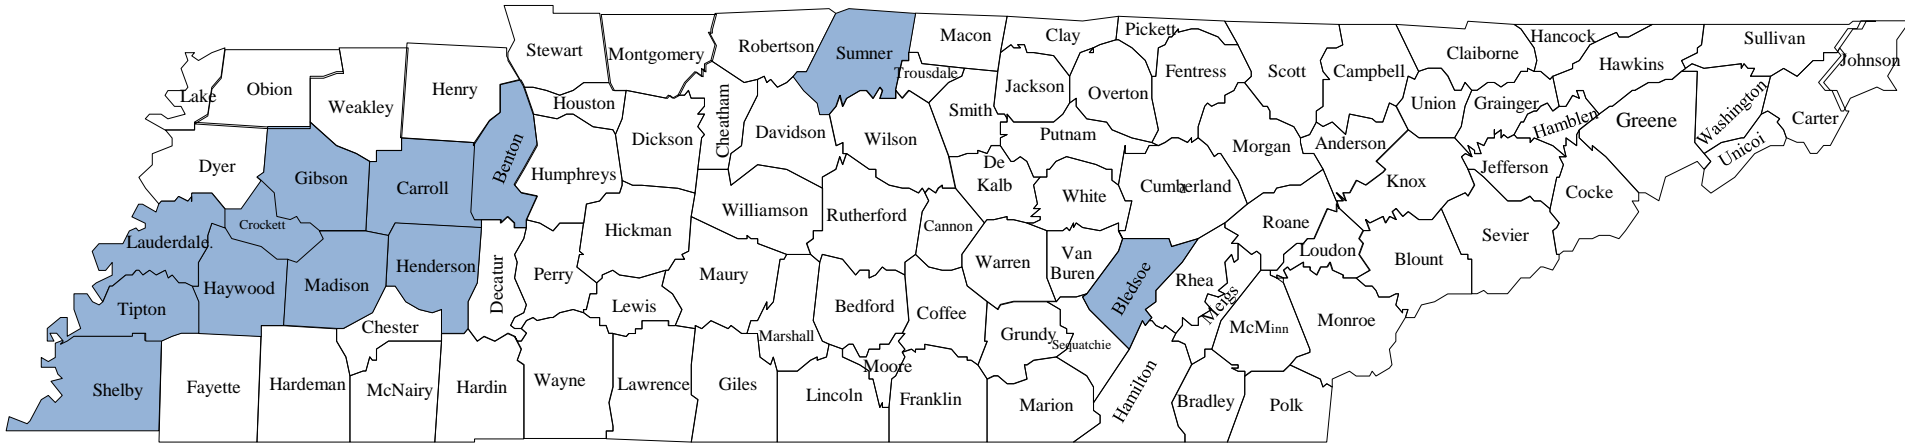 Stewart
Montgomery
Robertson
Sumner
Macon
Clay
Pickett
Hancock
Sullivan
Johnson
Lake
Obion
Weakley
Henry
Houston
Trousdale
Jackson
Overton
Fentress
Scott
Campbell
Claiborne
Hawkins
Dickson
Cheatham
Davidson
Wilson
Smith
Putnam
Morgan
Anderson
Union
Grainger
Hamblen
Greene
Washington
Carter
Unicoi
Dyer
Gibson
Carroll
Benton
Humphreys
Williamson
Rutherford
Cannon
De
Kalb
White
Cumberland
d
Roane
Knox
Jefferson
Cocke
Lauderdale.
Crockett
Hickman
Maury
Warren
Van
Buren
Bledsoe
Rhea
Meigs
Loudon
Blount
Sevier
Tipton
Haywood
Madison
Henderson
Decatur
Perry
Lewis
Marshall
Bedford
Coffee
Grundy
Sequatchie
McMinn
Monroe
Chester
Shelby
Fayette
Hardeman
McNairy
Hardin
Wayne
Lawrence
Giles
Lincoln
Moore
Franklin
Marion
Hamilton
Bradley
Polk